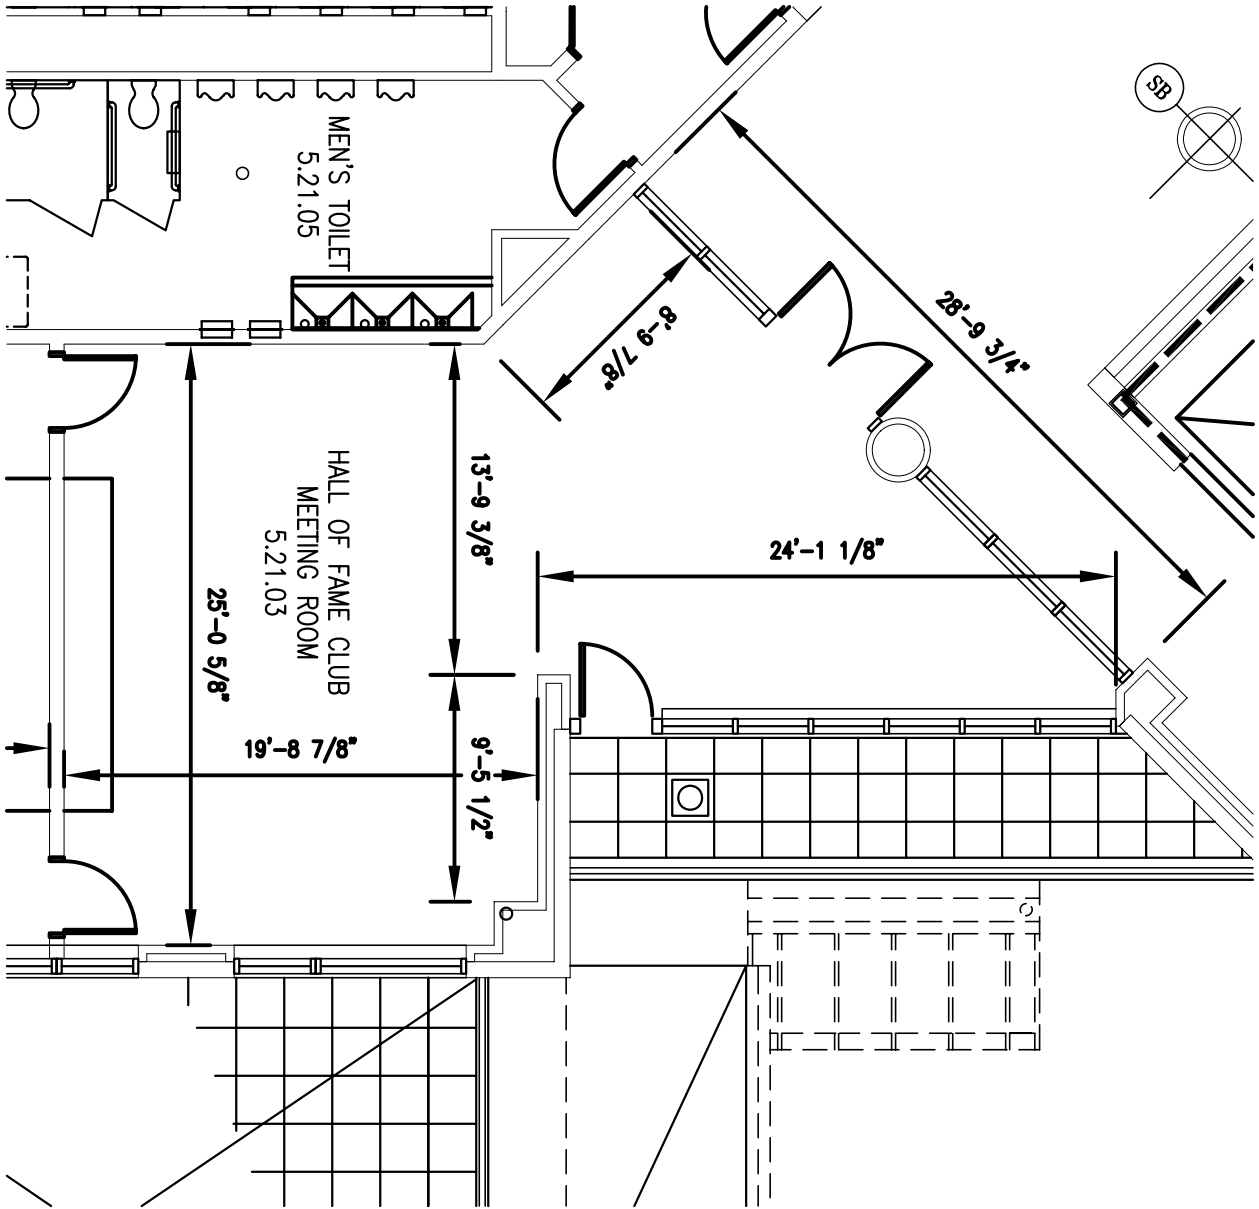 SB
MEN'S TOILET
5.21.05
28'-9 3/4"
8'-9 7/8"
HALL OF FAME CLUB
MEETING ROOM
5.21.03
13'-9 3/8"
24'-1 1/8"
25'-0 5/8"
19'-8 7/8"
9'-5 1/2"